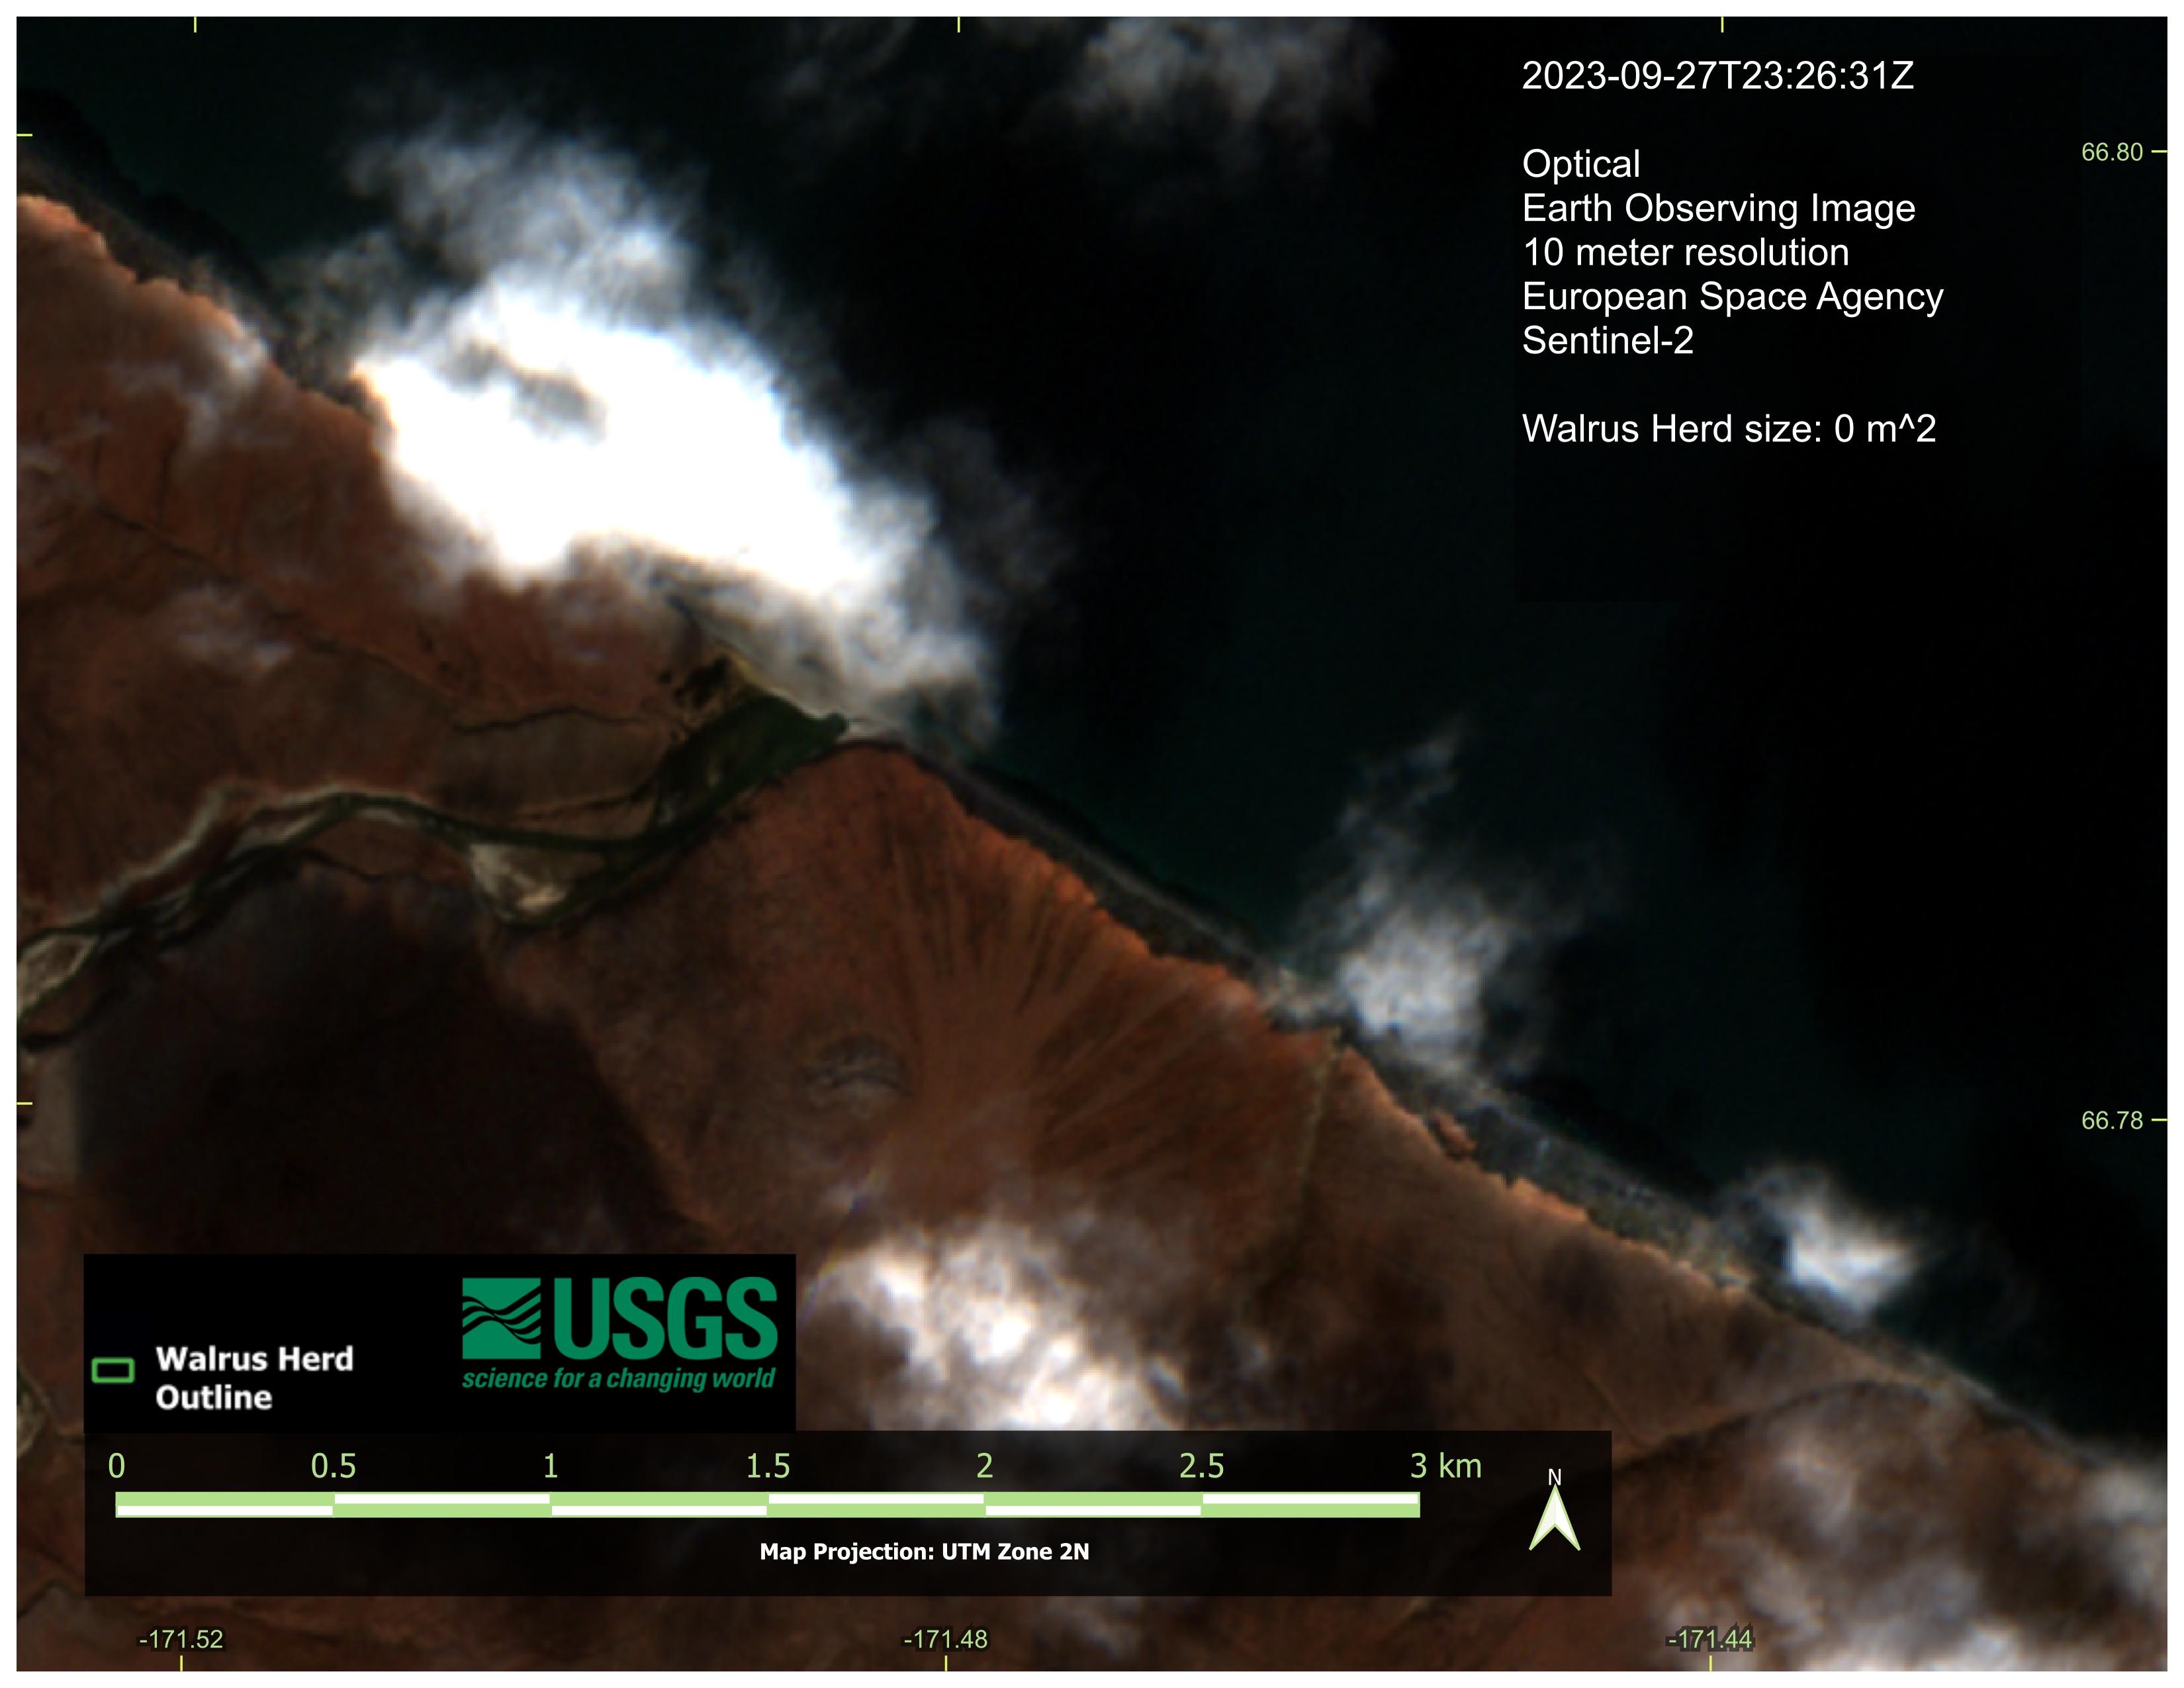 2023-09-27T23:26:31Z
Optical
Earth Observing Image
10 meter resolution
European Space Agency
Sentinel-2
Walrus Herd size: 0 m^2
66.80
66.78
Walrus Herd
Outline
USGS
science for a changing world
0 0.5 1 1.5 2 2.5 3 km
N
Map Projection: UTM Zone 2N
-171.52 -171.48 -171.44